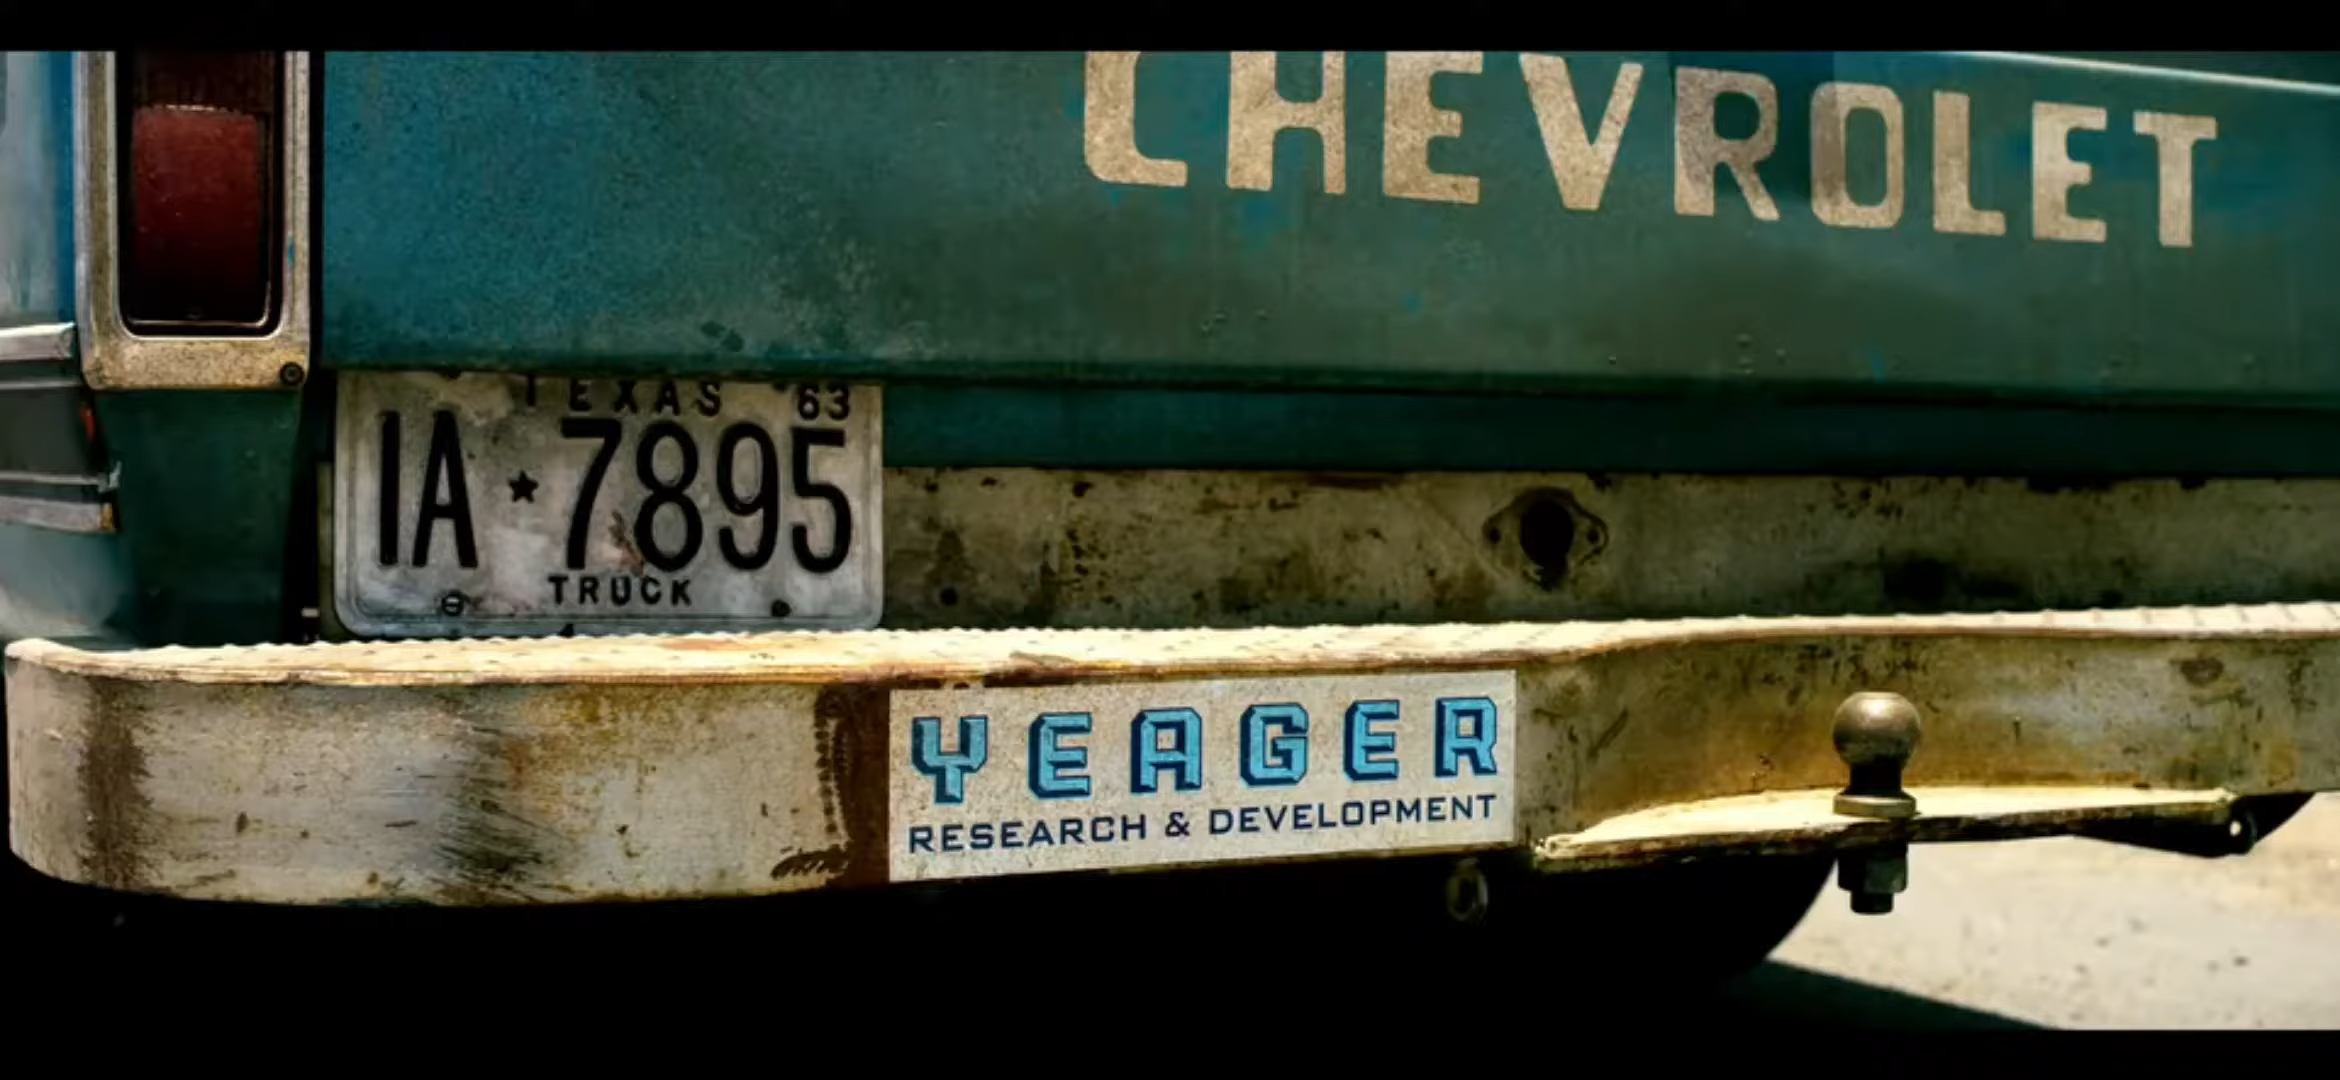 CHEVROLET
TEXAS 63
IA★7895
TRUCK
YEAGER
RESEARCH & DEVELOPMENT